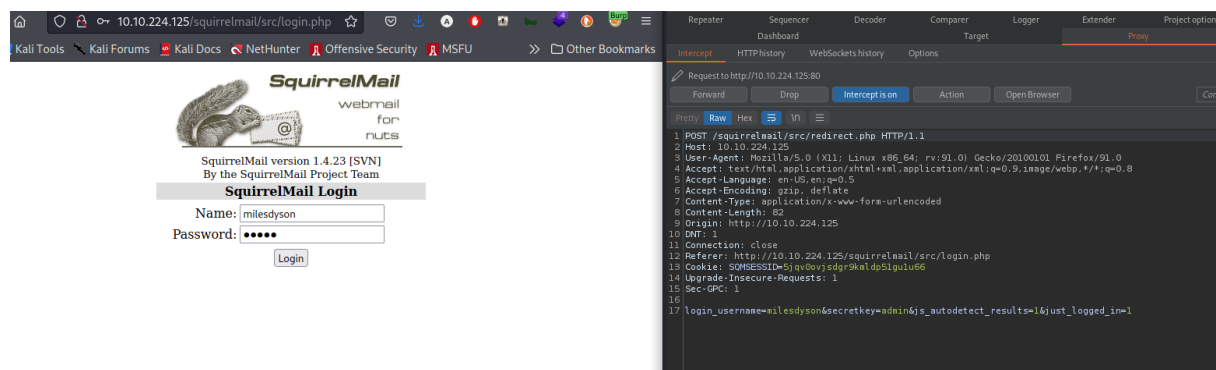 10.10.224.125/squirrelmail/src/login.php
Burp
4
Kali Tools Kali Forums Kali Docs NetHunter Offensive Security MSFU Other Bookmarks
SquirrelMail
webmail
for
nuts
@
SquirrelMail version 1.4.23 [SVN]
By the SquirrelMail Project Team
SquirrelMail Login
Name: milesdyson
Password: •••••
Login
Repeater Sequencer Decoder Comparer Logger Extender Project option
Dashboard Target Proxy
Intercept HTTP history WebSockets history Options
Request to http://10.10.224.125:80
Forward Drop Intercept is on Action Open Browser
Pretty Raw Hex \n
1 POST /squirrelmail/src/redirect.php HTTP/1.1
2 Host: 10.10.224.125
3 User-Agent: Mozilla/5.0 (X11; Linux x86_64; rv:91.0) Gecko/20100101 Firefox/91.0
4 Accept: text/html,application/xhtml+xml,application/xml;q=0.9,image/webp,*/*;q=0.8
5 Accept-Language: en-US,en;q=0.5
6 Accept-Encoding: gzip, deflate
7 Content-Type: application/x-www-form-urlencoded
8 Content-Length: 82
9 Origin: http://10.10.224.125
10 DNT: 1
11 Connection: close
12 Referer: http://10.10.224.125/squirrelmail/src/login.php
13 Cookie: SQMSESSID=5jqv0ovjsdgr9kmldp51gu1u66
14 Upgrade-Insecure-Requests: 1
15 Sec-GPC: 1
16
17 login_username=milesdyson&secretkey=admin&js_autodetect_results=1&just_logged_in=1